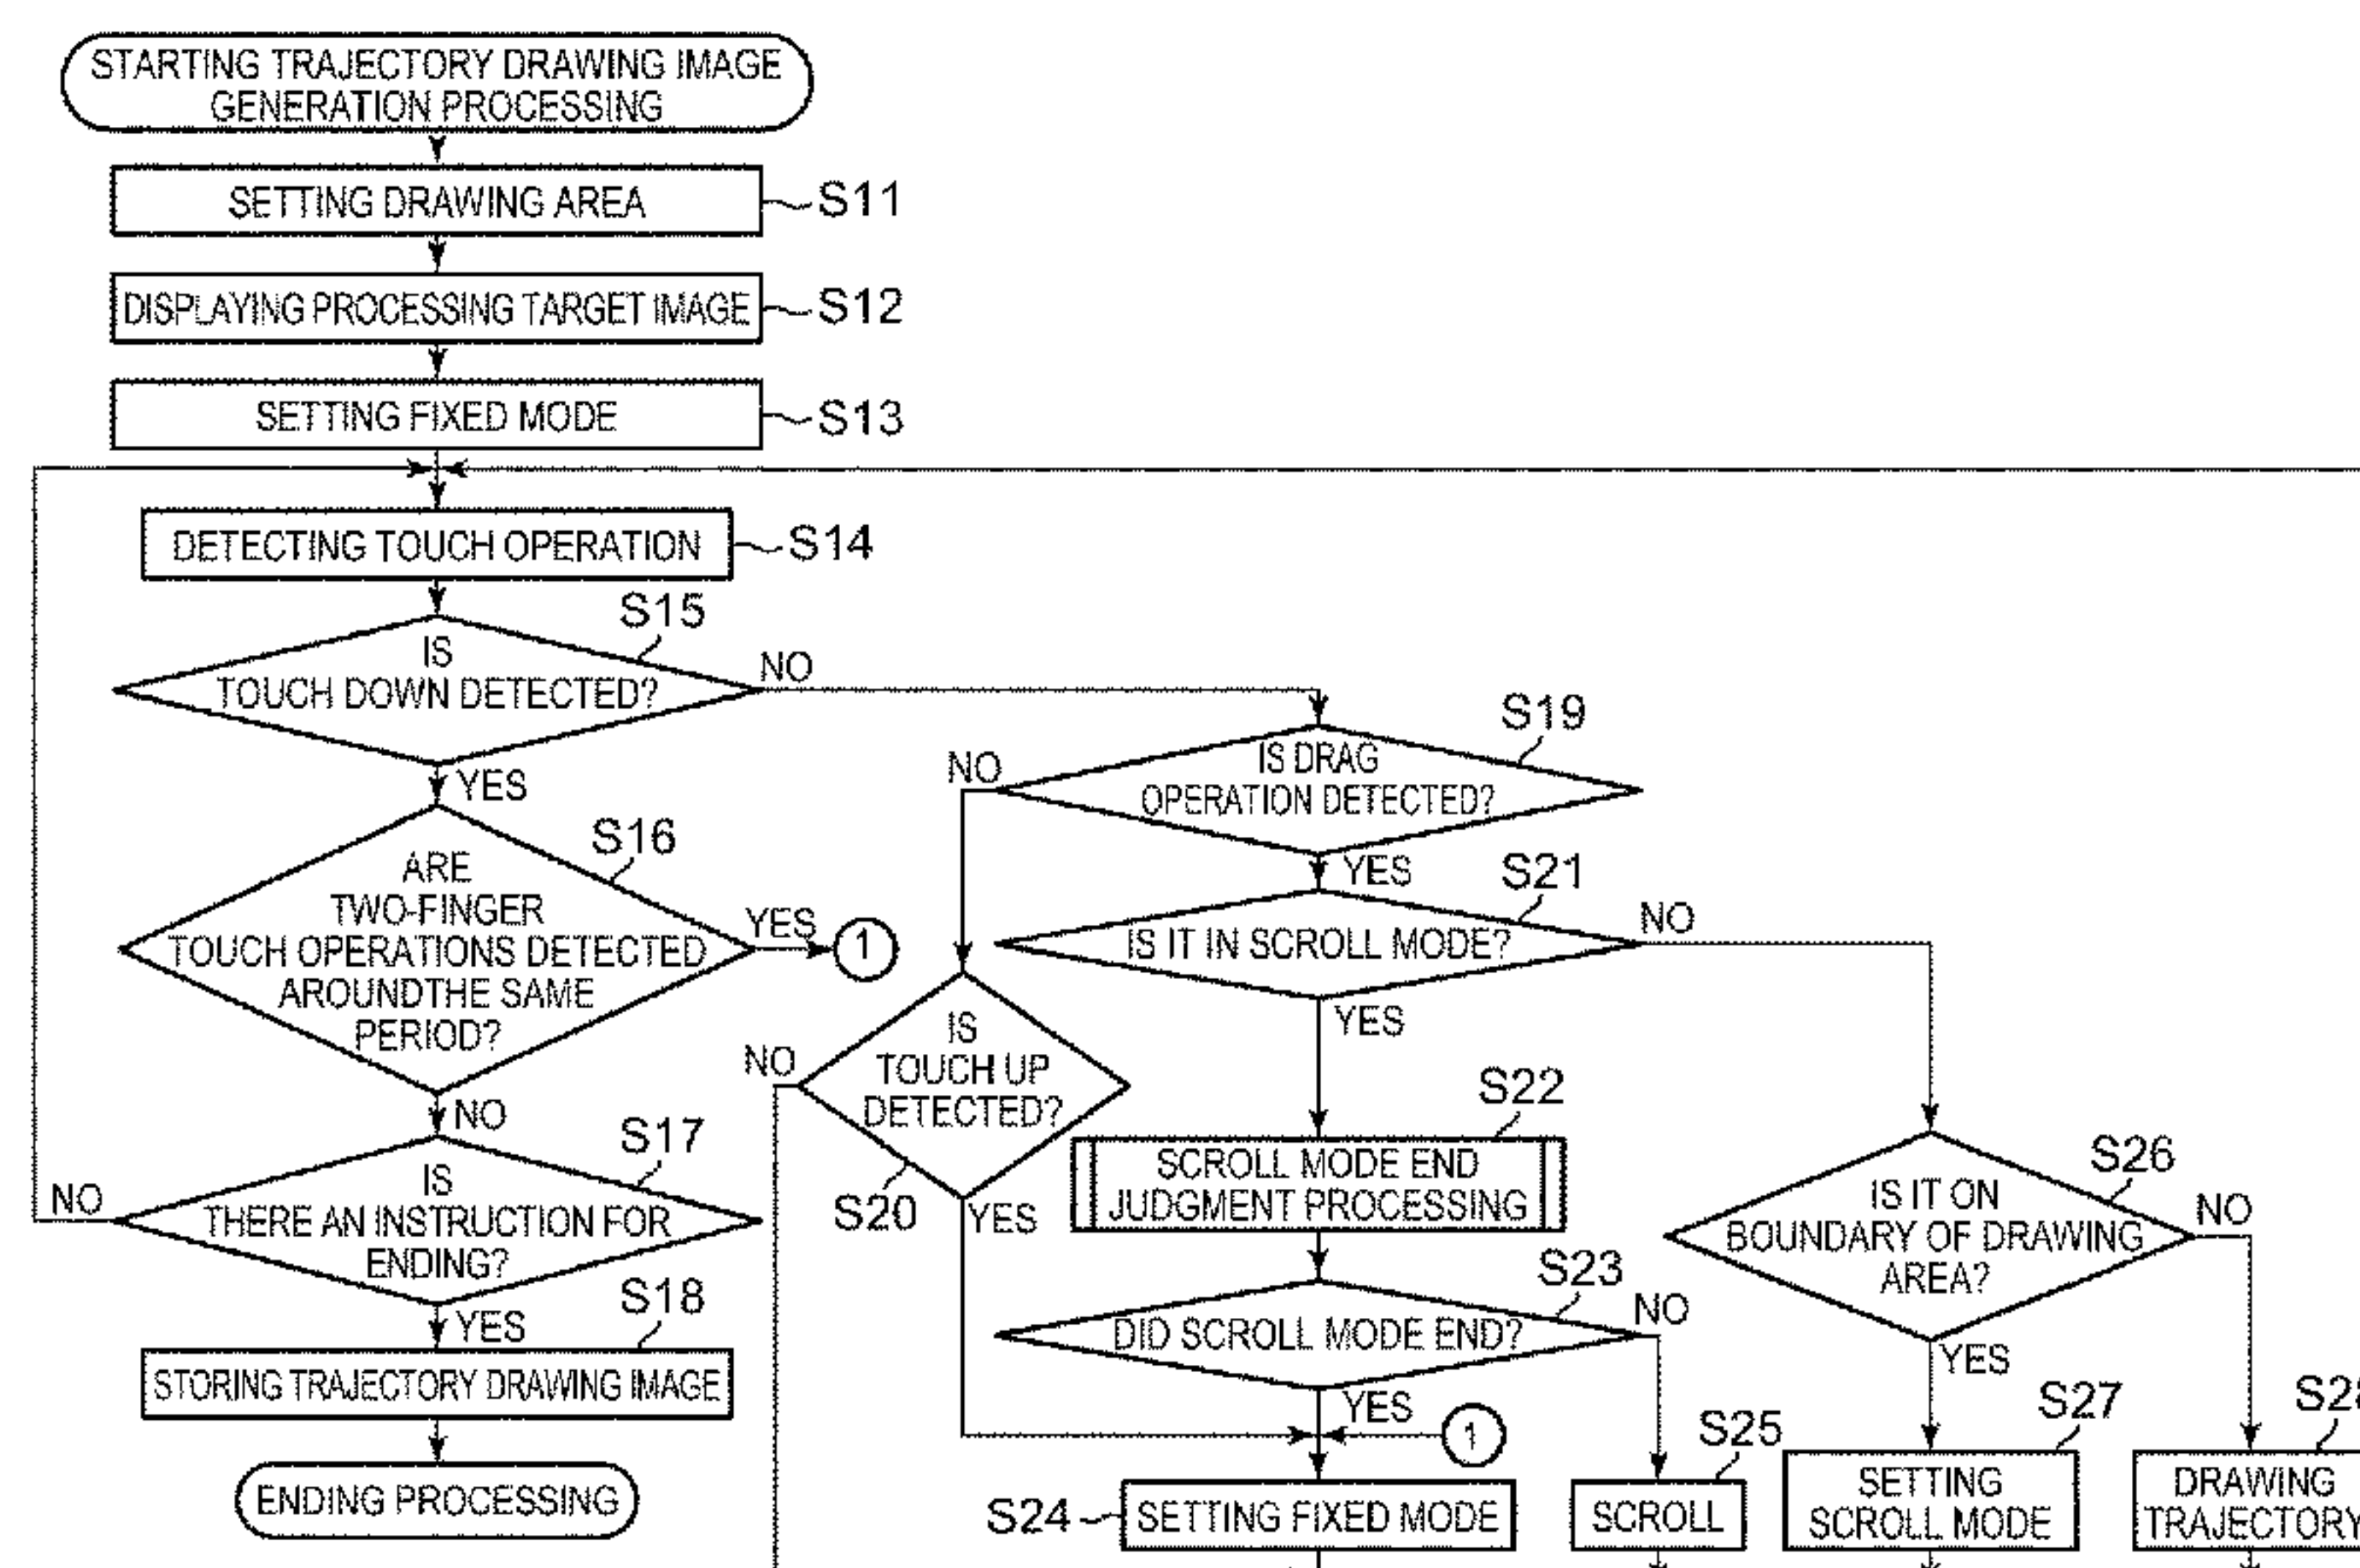 STARTING TRAJECTORY DRAWING IMAGE
GENERATION PROCESSING
SETTING DRAWING AREA
S11
DISPLAYING PROCESSING TARGET IMAGE
S12
SETTING FIXED MODE
S13
DETECTING TOUCH OPERATION
S14
S15
IS
TOUCH DOWN DETECTED?
NO
YES
S16
ARE
TWO-FINGER
TOUCH OPERATIONS DETECTED
AROUNDTHE SAME
PERIOD?
YES
1
NO
S17
IS
THERE AN INSTRUCTION FOR
ENDING?
NO
YES
S18
STORING TRAJECTORY DRAWING IMAGE
ENDING PROCESSING
S19
IS DRAG
OPERATION DETECTED?
NO
YES
IS
TOUCH UP
DETECTED?
NO
S20
YES
S21
IS IT IN SCROLL MODE?
NO
YES
S22
SCROLL MODE END
JUDGMENT PROCESSING
S23
DID SCROLL MODE END?
NO
YES
1
S24
SETTING FIXED MODE
S25
SCROLL
S26
IS IT ON
BOUNDARY OF DRAWING
AREA?
NO
YES
S27
SETTING
SCROLL MODE
S28
DRAWING
TRAJECTORY